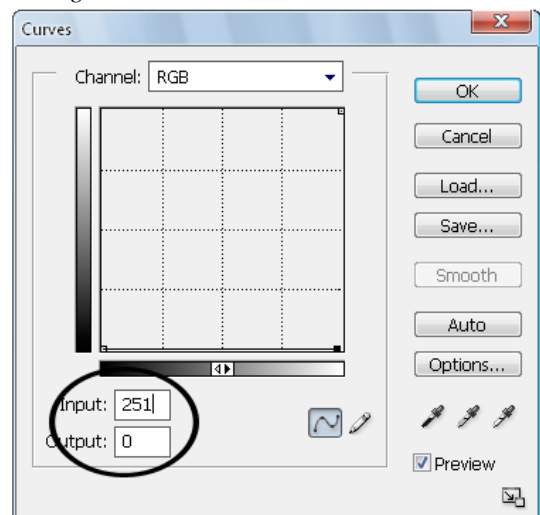 Curves
Channel: RGB
OK
Cancel
Load...
Save...
Smooth
Auto
Options...
Input: 251
Output: 0
Preview